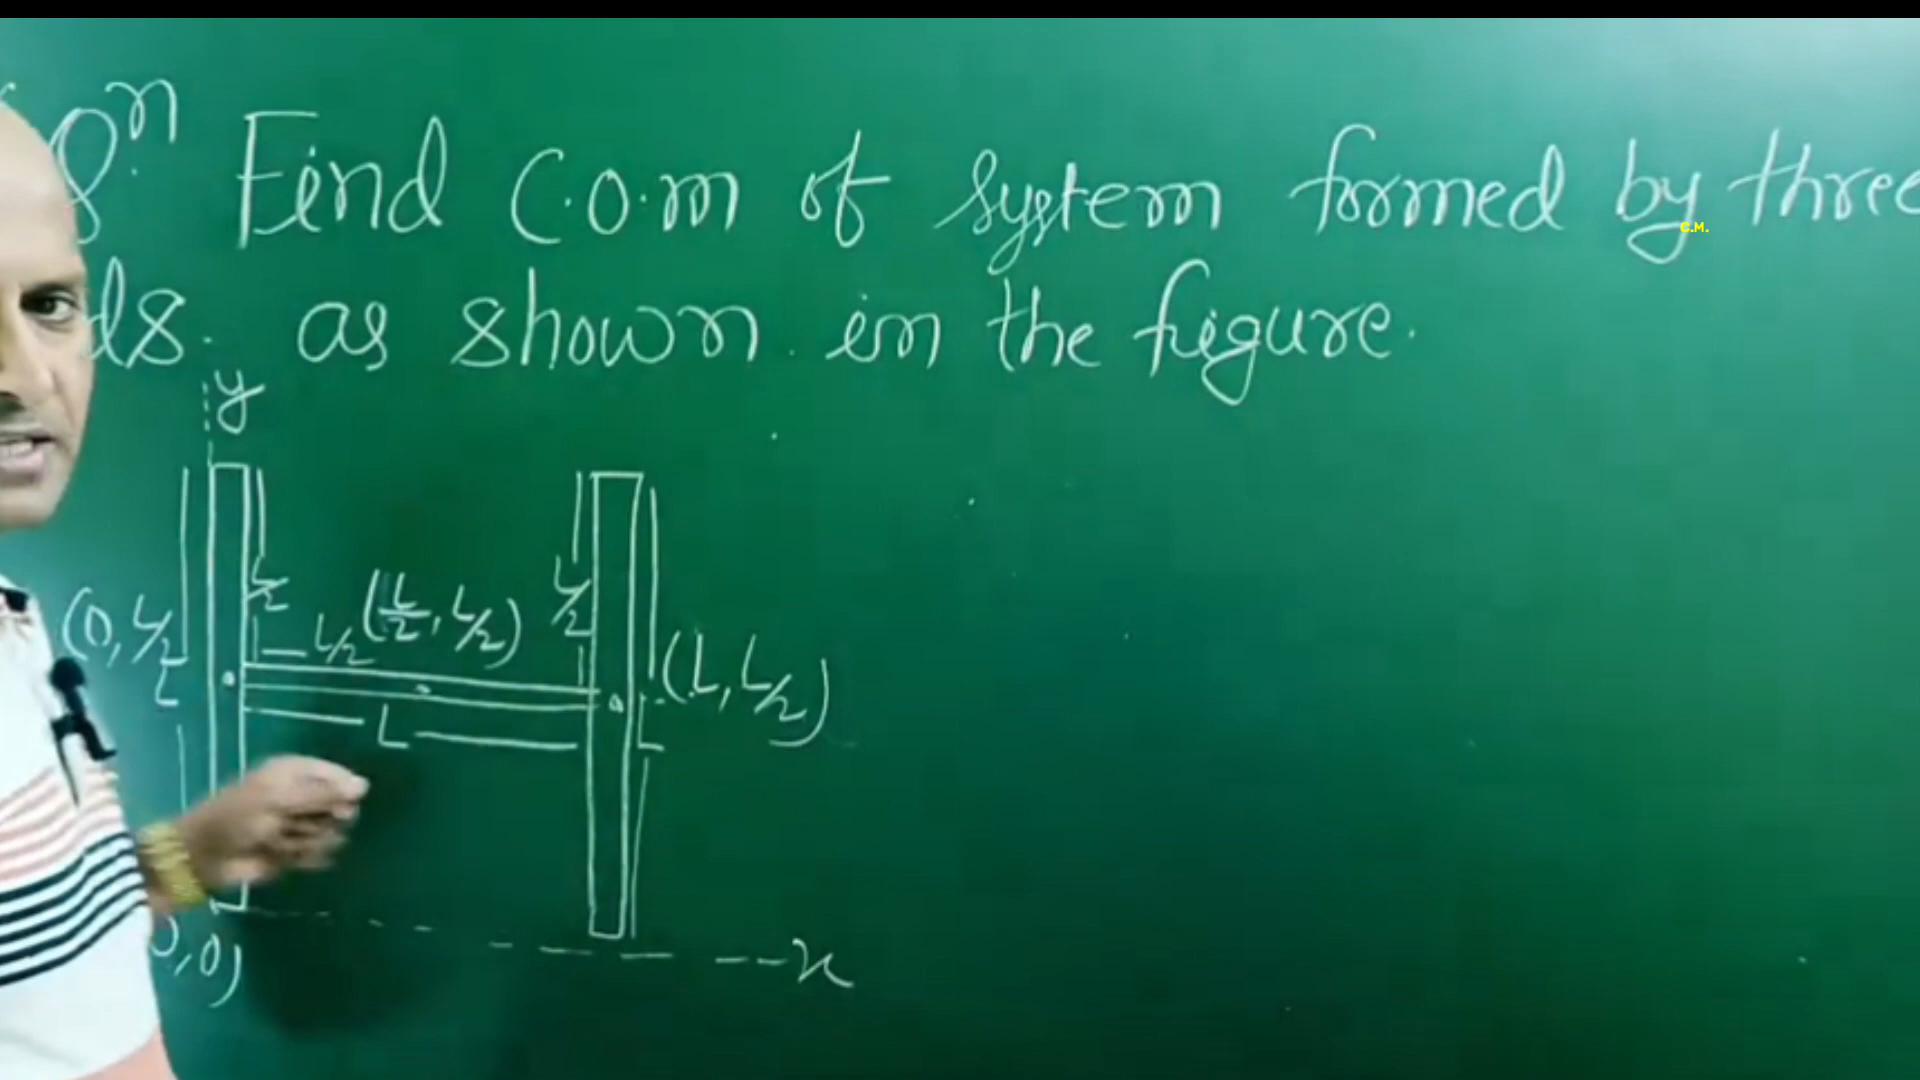 Qn Find C.O.M of System formed by three
ds. as shown in the figure.
C.M.
y
L/2
L/2
(0, L/2)
L/2
(L/2, L/2)
L
(L, L/2)
L
L
0,0)
x